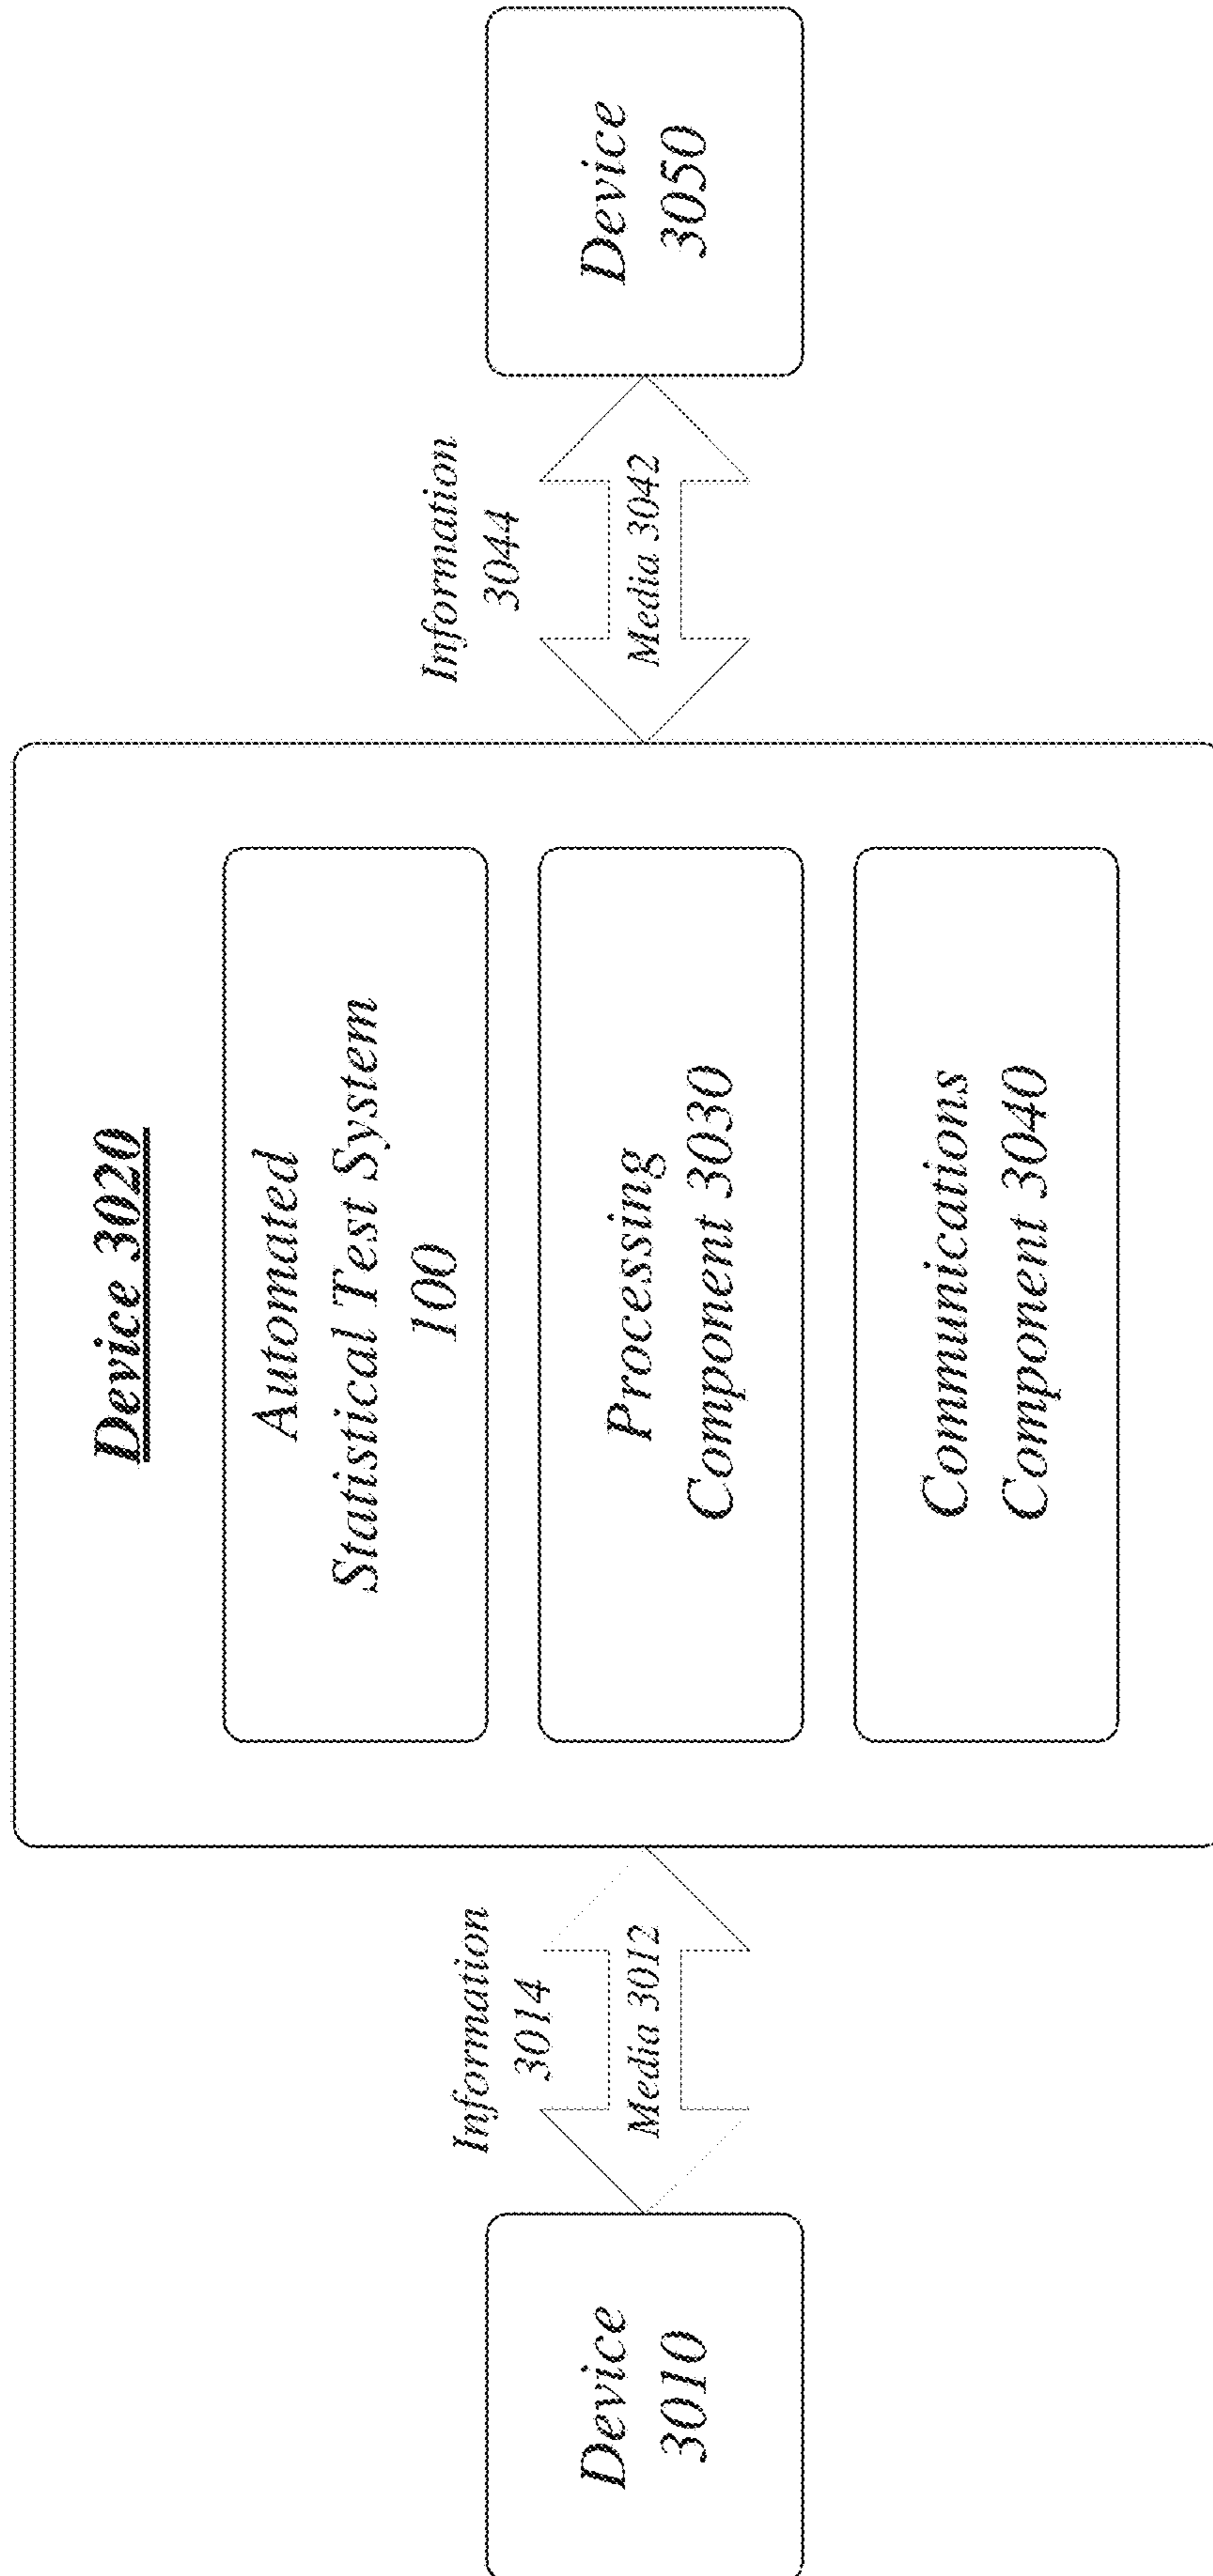 Device 3020
Device
3010
Information
3014
Media 3012
Automated
Statistical Test System
100
Processing
Component 3030
Communications
Component 3040
Information
3044
Media 3042
Device
3050